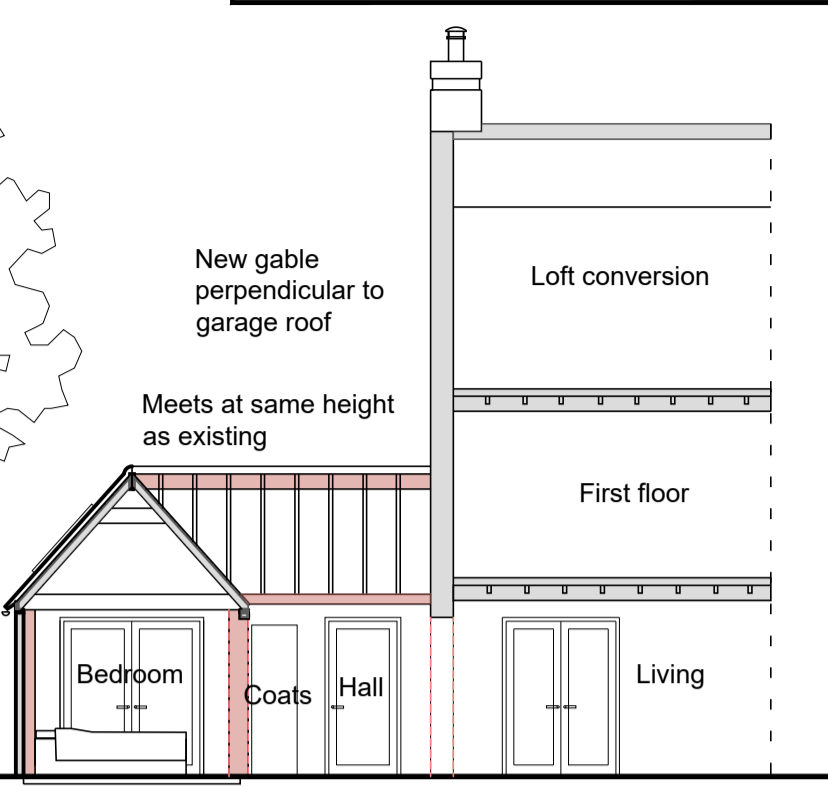 New gable
perpendicular to
garage roof
Loft conversion
Meets at same height
as existing
First floor
Bedroom
Coats
Hall
Living